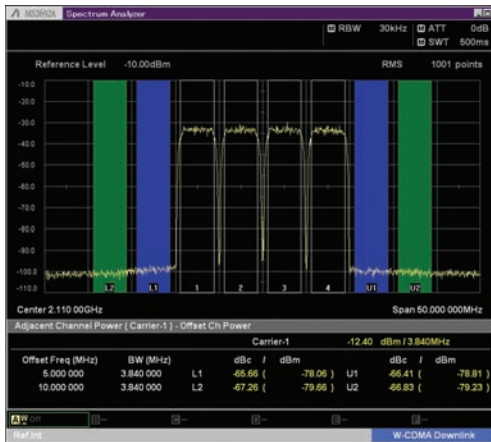 MS2692A Spectrum Analyzer
RBW 30kHz ATT 0dB
SWT 500ms
Reference Level -10.00dBm RMS 1001 points
-10.0
-20.0
-30.0
-40.0
-50.0
-60.0
-70.0
-80.0
-90.0
-100.0
-110.0
L2 L1 1 2 3 4 U1 U2
Center 2.110 00GHz Span 50.000 000MHz
Adjacent Channel Power ( Carrier-1 ) - Offset Ch Power
Carrier-1 -12.40 dBm / 3.840MHz
Offset Freq (MHz) BW (MHz) dBc / dBm dBc / dBm
5.000 000 3.840 000 L1 -65.66 ( -78.06 ) U1 -66.41 ( -78.81 )
10.000 000 3.840 000 L2 -67.26 ( -79.66 ) U2 -66.83 ( -79.23 )
Off
Ref.Int W-CDMA Downlink